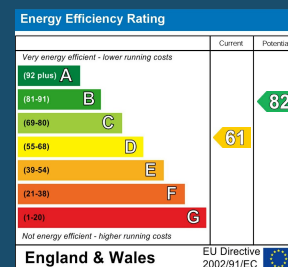 Energy Efficiency Rating
Current
Very energy efficient - lower running costs
(92 plus) A
(81-91) B
82
(69-80) C
(55-68) D
61
(39-54) E
(21-38) F
(1-20) G
Not energy efficient - higher running costs
England & Wales
EU Directive
2002/91/EC